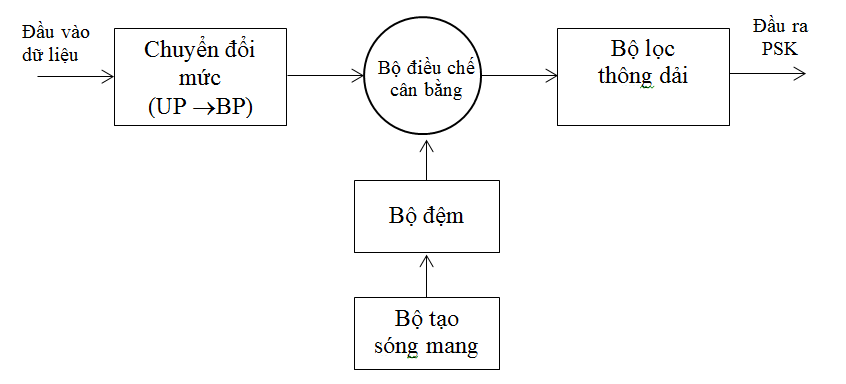 Đầu vào
dữ liệu
Chuyển đổi
mức
(UP →BP)
Bộ điều chế
cân bằng
Bộ lọc
thông dải
Đầu ra
PSK
Bộ đệm
Bộ tạo
sóng mang